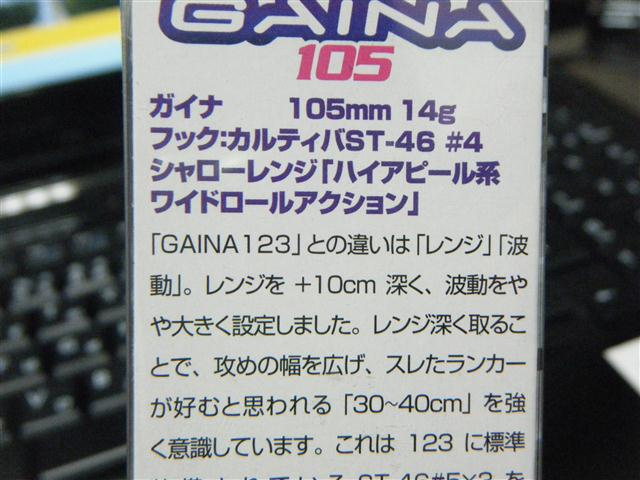 GAINA
105
ガイナ 105mm 14g
フック:カルティバST-46 #4
シャローレンジ「ハイアピール系
ワイドロールアクション」
「GAINA123」との違いは「レンジ」「波
動」。レンジを +10cm 深く、波動をや
や大きく設定しました。レンジ深く取るこ
とで、攻めの幅を広げ、スレたランカー
が好むと思われる「30~40cm」を強
く意識しています。これは 123 に標準
ST-46#5×3 を